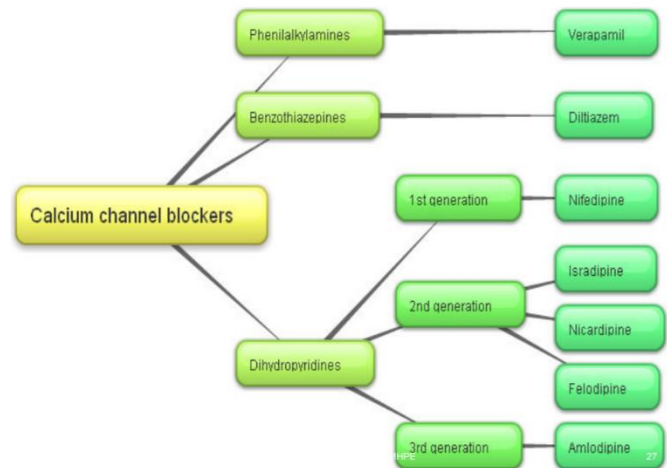 Phenilalkylamines
Verapamil
Benzothiazepines
Diltiazem
Calcium channel blockers
1st generation
Nifedipine
Isradipine
2nd generation
Nicardipine
Dihydropyridines
Felodipine
3rd generation
Amlodipine
27